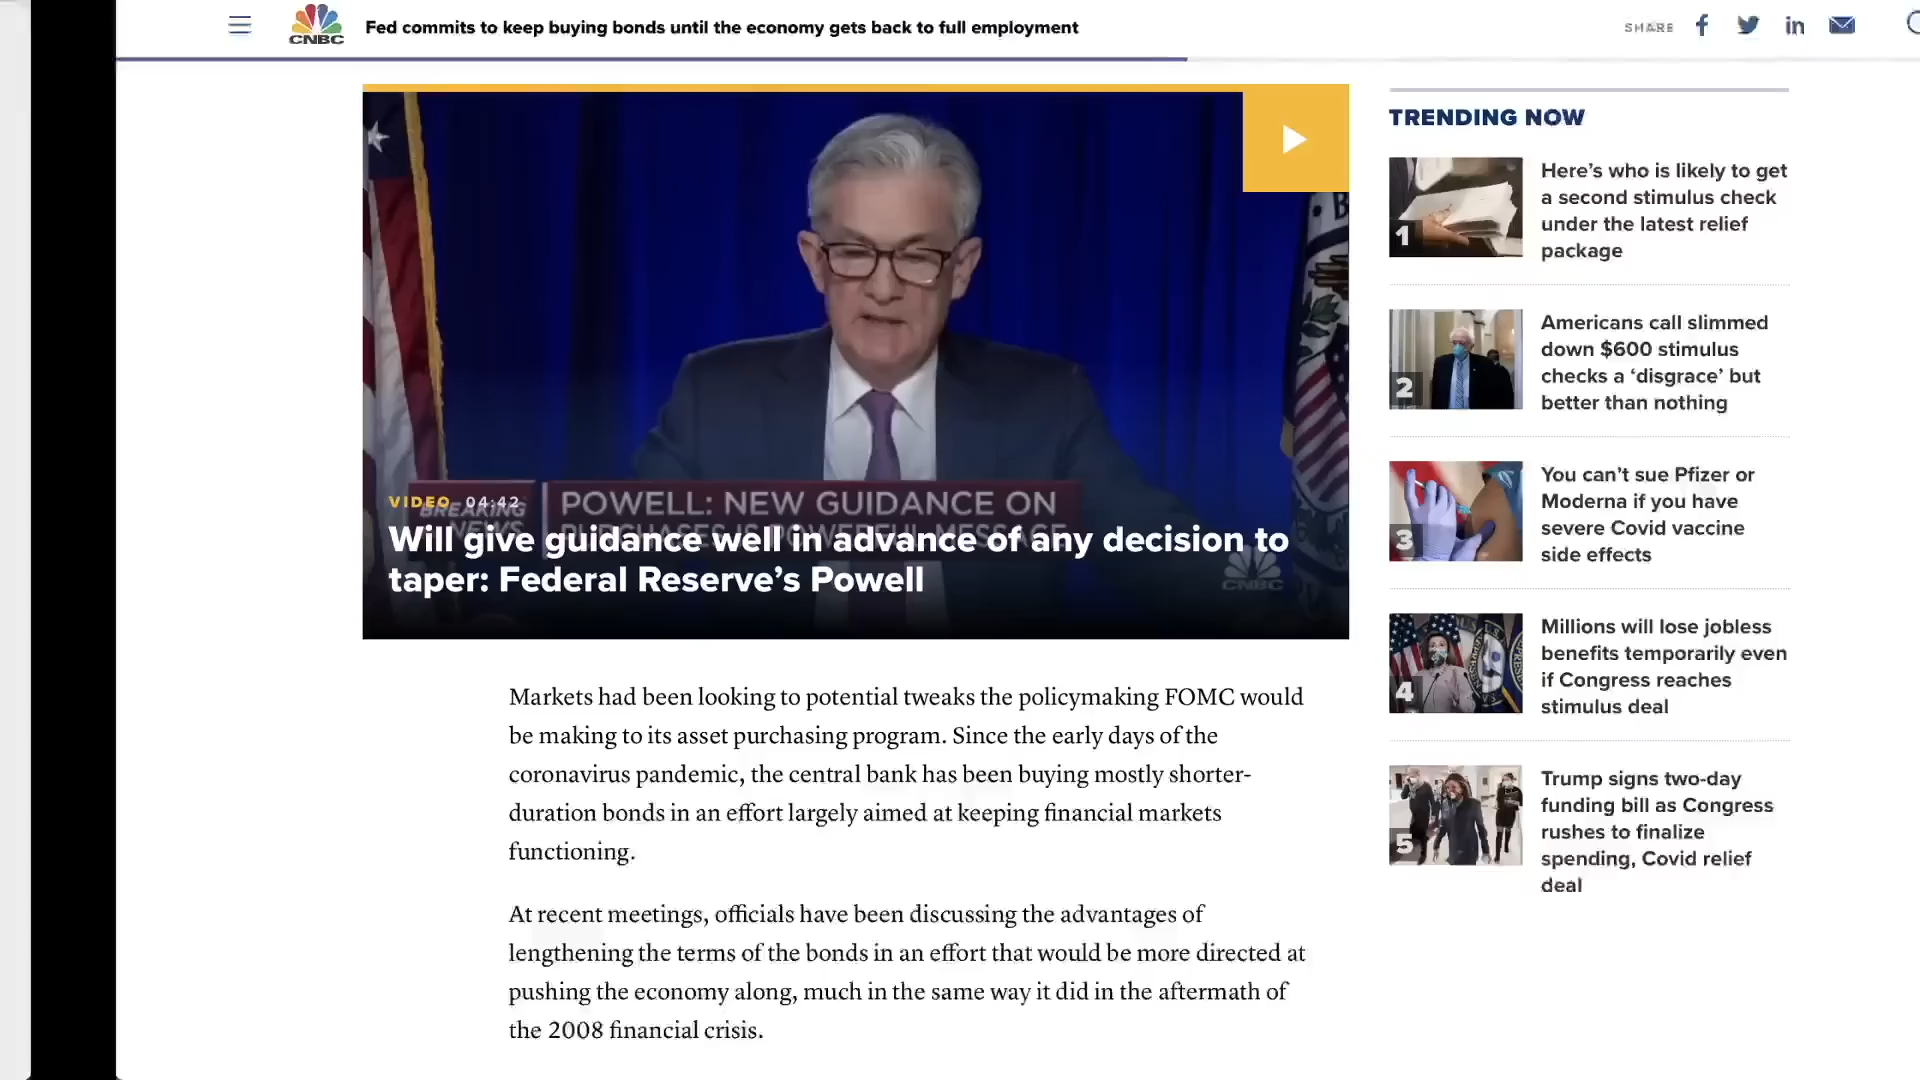 CNBC
Fed commits to keep buying bonds until the economy gets back to full employment
SHARE
VIDEO 04:42
BREAKING
NEWS
POWELL: NEW GUIDANCE ON
PURCHASES IS POWERFUL MESSAGE
Will give guidance well in advance of any decision to
taper: Federal Reserve’s Powell
CNBC
Markets had been looking to potential tweaks the policymaking FOMC would
be making to its asset purchasing program. Since the early days of the
coronavirus pandemic, the central bank has been buying mostly shorter-
duration bonds in an effort largely aimed at keeping financial markets
functioning.
At recent meetings, officials have been discussing the advantages of
lengthening the terms of the bonds in an effort that would be more directed at
pushing the economy along, much in the same way it did in the aftermath of
the 2008 financial crisis.
TRENDING NOW
1
Here’s who is likely to get
a second stimulus check
under the latest relief
package
2
Americans call slimmed
down $600 stimulus
checks a ‘disgrace’ but
better than nothing
3
You can’t sue Pfizer or
Moderna if you have
severe Covid vaccine
side effects
4
Millions will lose jobless
benefits temporarily even
if Congress reaches
stimulus deal
5
Trump signs two-day
funding bill as Congress
rushes to finalize
spending, Covid relief
deal